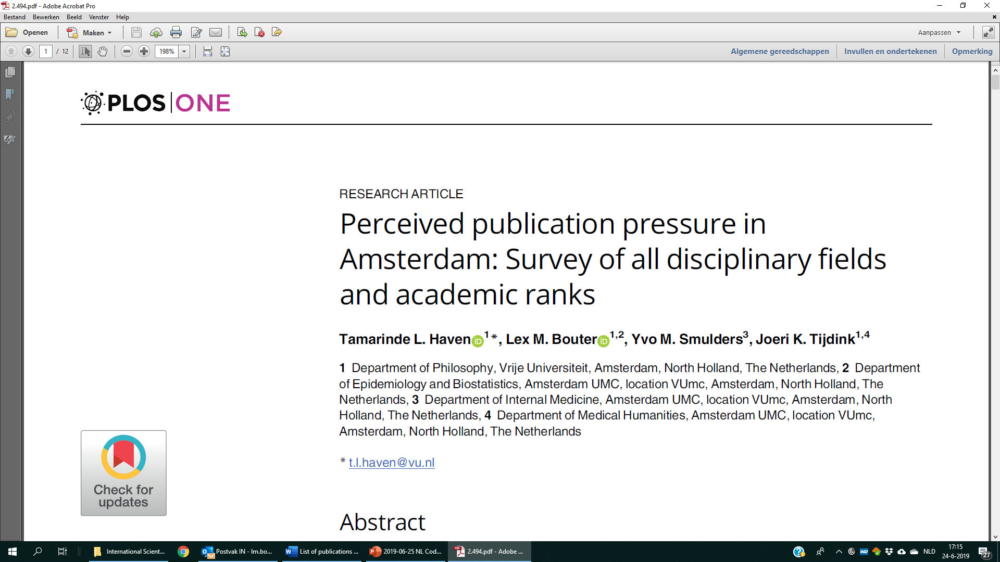 2.494.pdf - Adobe Acrobat Pro
Bestand Bewerken Beeld Venster Help
Openen Maken Aanpassen
1 / 12 198% Algemene gereedschappen Invullen en ondertekenen Opmerking
PLOS ONE
RESEARCH ARTICLE
Perceived publication pressure in
Amsterdam: Survey of all disciplinary fields
and academic ranks
Tamarinde L. Haven iD 1*, Lex M. Bouter iD 1,2, Yvo M. Smulders3, Joeri K. Tijdink1,4
1 Department of Philosophy, Vrije Universiteit, Amsterdam, North Holland, The Netherlands, 2 Department
of Epidemiology and Biostatistics, Amsterdam UMC, location VUmc, Amsterdam, North Holland, The
Netherlands, 3 Department of Internal Medicine, Amsterdam UMC, location VUmc, Amsterdam, North
Holland, The Netherlands, 4 Department of Medical Humanities, Amsterdam UMC, location VUmc,
Amsterdam, North Holland, The Netherlands
* t.l.haven@vu.nl
Check for
updates
Abstract
International Scient... Postvak IN - lm.bo... List of publications ... 2019-06-25 NL Cod... 2.494.pdf - Adobe ... NLD
17:15
24-6-2019
27